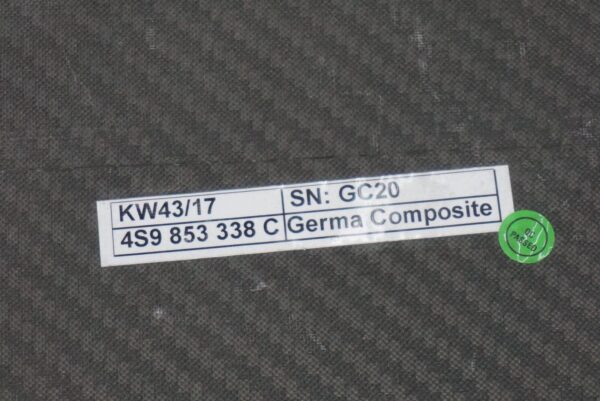 KW43/17
SN: GC20
4S9 853 338 C
Germa Composite
QC
PASSED